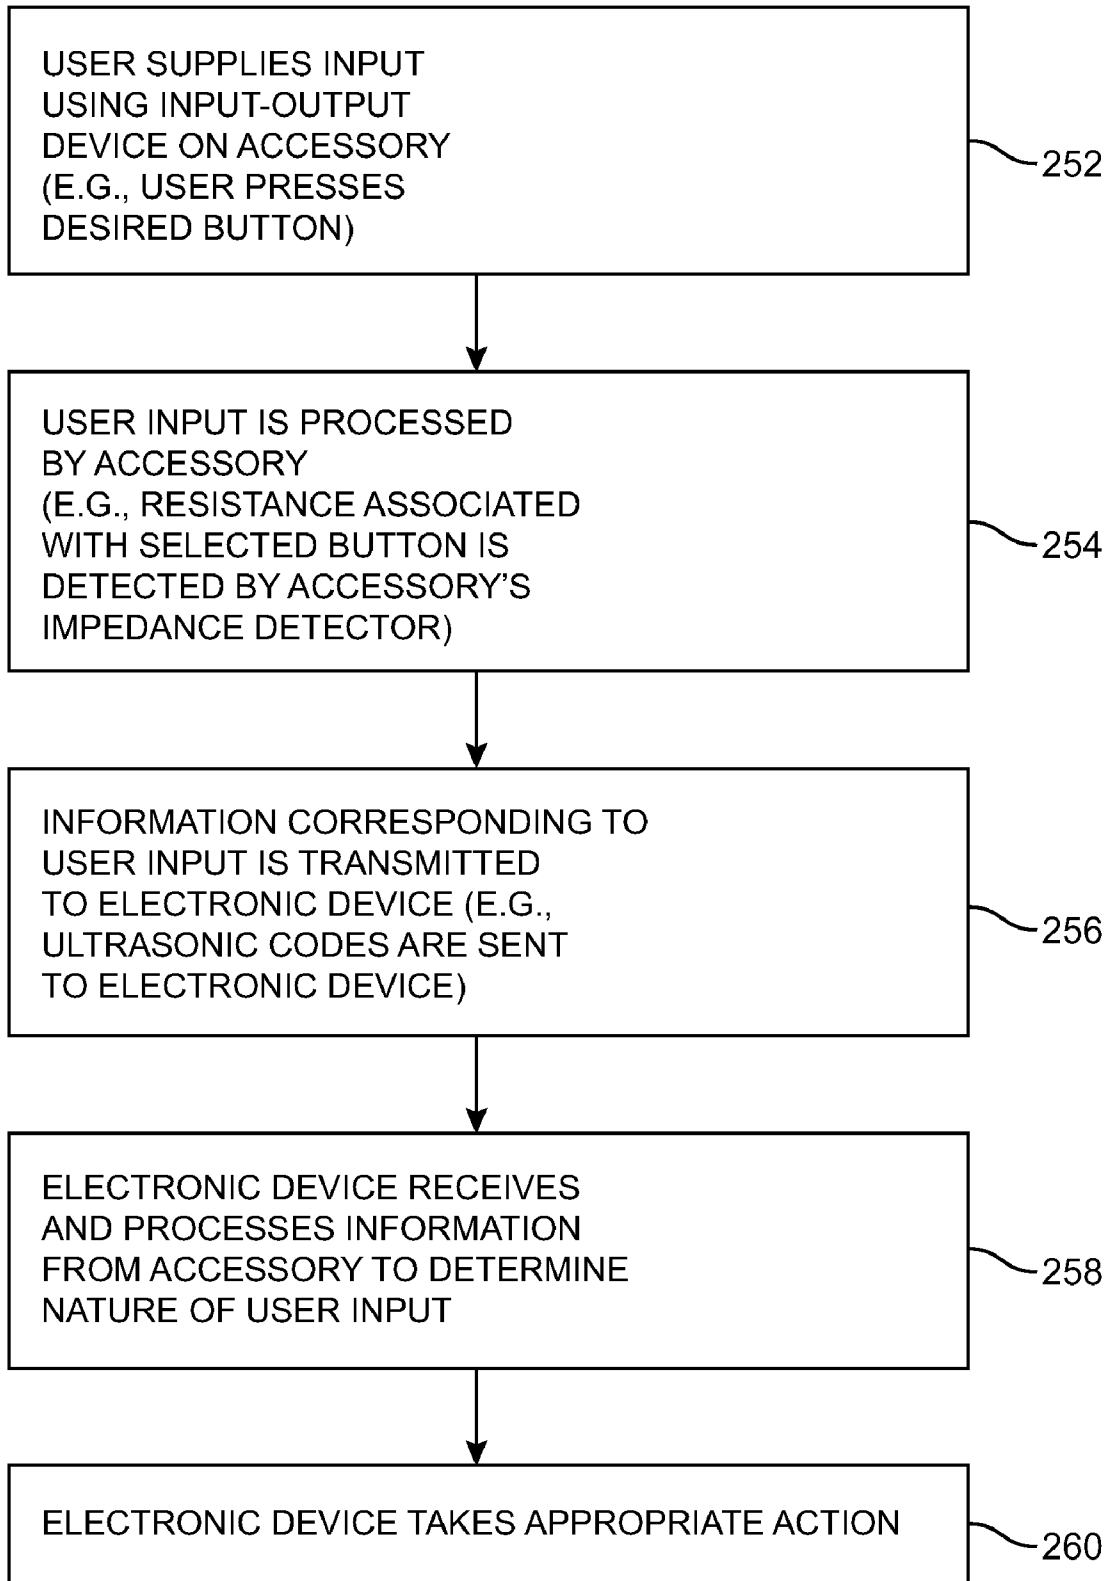 USER SUPPLIES INPUT
USING INPUT-OUTPUT
DEVICE ON ACCESSORY
(E.G., USER PRESSES
DESIRED BUTTON)
252
USER INPUT IS PROCESSED
BY ACCESSORY
(E.G., RESISTANCE ASSOCIATED
WITH SELECTED BUTTON IS
DETECTED BY ACCESSORY'S
IMPEDANCE DETECTOR)
254
INFORMATION CORRESPONDING TO
USER INPUT IS TRANSMITTED
TO ELECTRONIC DEVICE (E.G.,
ULTRASONIC CODES ARE SENT
TO ELECTRONIC DEVICE)
256
ELECTRONIC DEVICE RECEIVES
AND PROCESSES INFORMATION
FROM ACCESSORY TO DETERMINE
NATURE OF USER INPUT
258
ELECTRONIC DEVICE TAKES APPROPRIATE ACTION
260